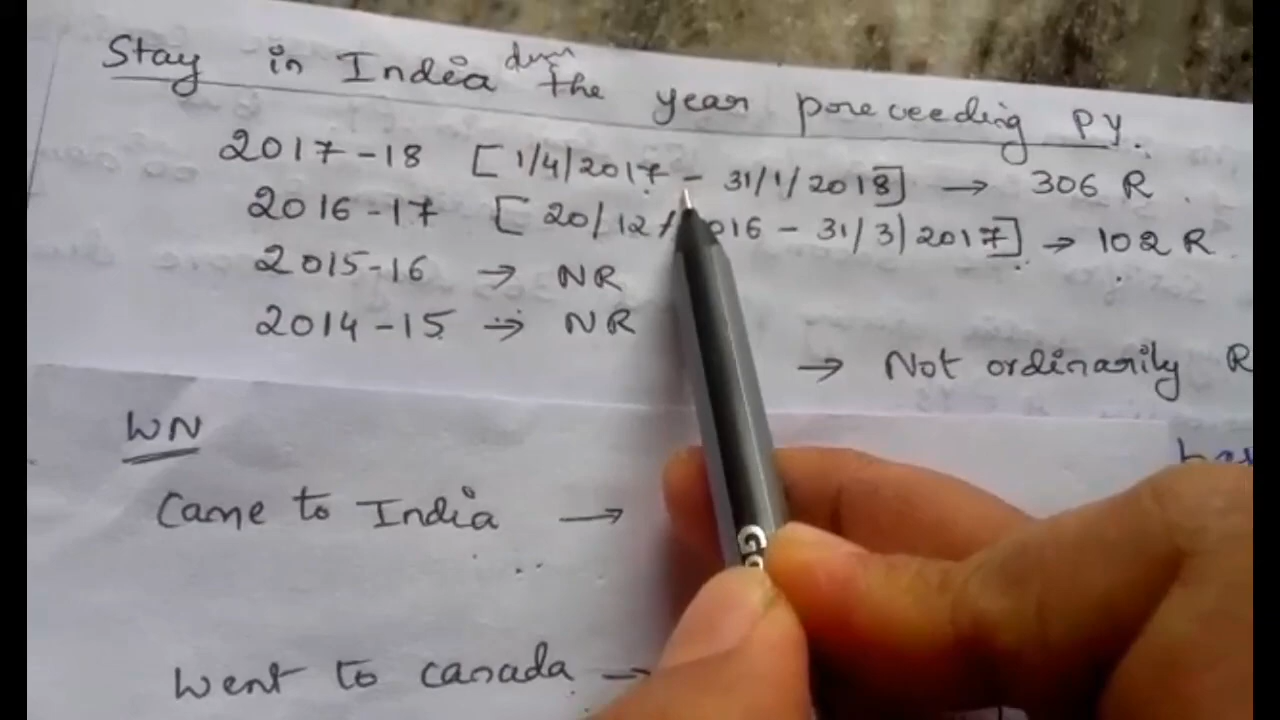 Stay in India the year preceeding PY.
2017-18 [1/4/2017 - 31/1/2018] → 306 R
2016-17 [20/12/2016 - 31/3/2017] → 102 R
2015-16 → NR
2014-15 → NR
→ Not ordinarily R
WN
Came to India →
Went to canada →